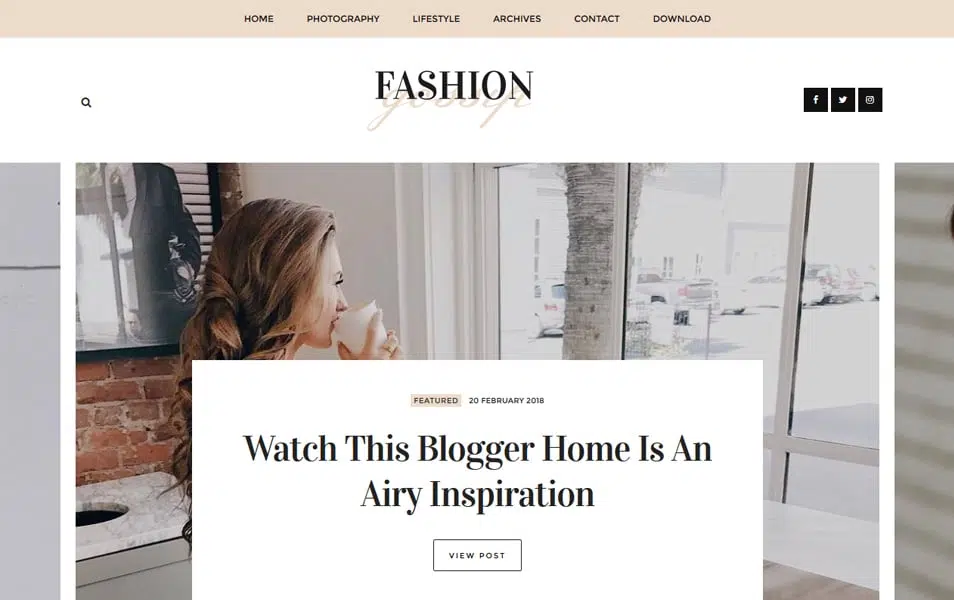 HOME PHOTOGRAPHY LIFESTYLE ARCHIVES CONTACT DOWNLOAD
FASHION
gossip
FEATURED 20 FEBRUARY 2018
Watch This Blogger Home Is An
Airy Inspiration
VIEW POST